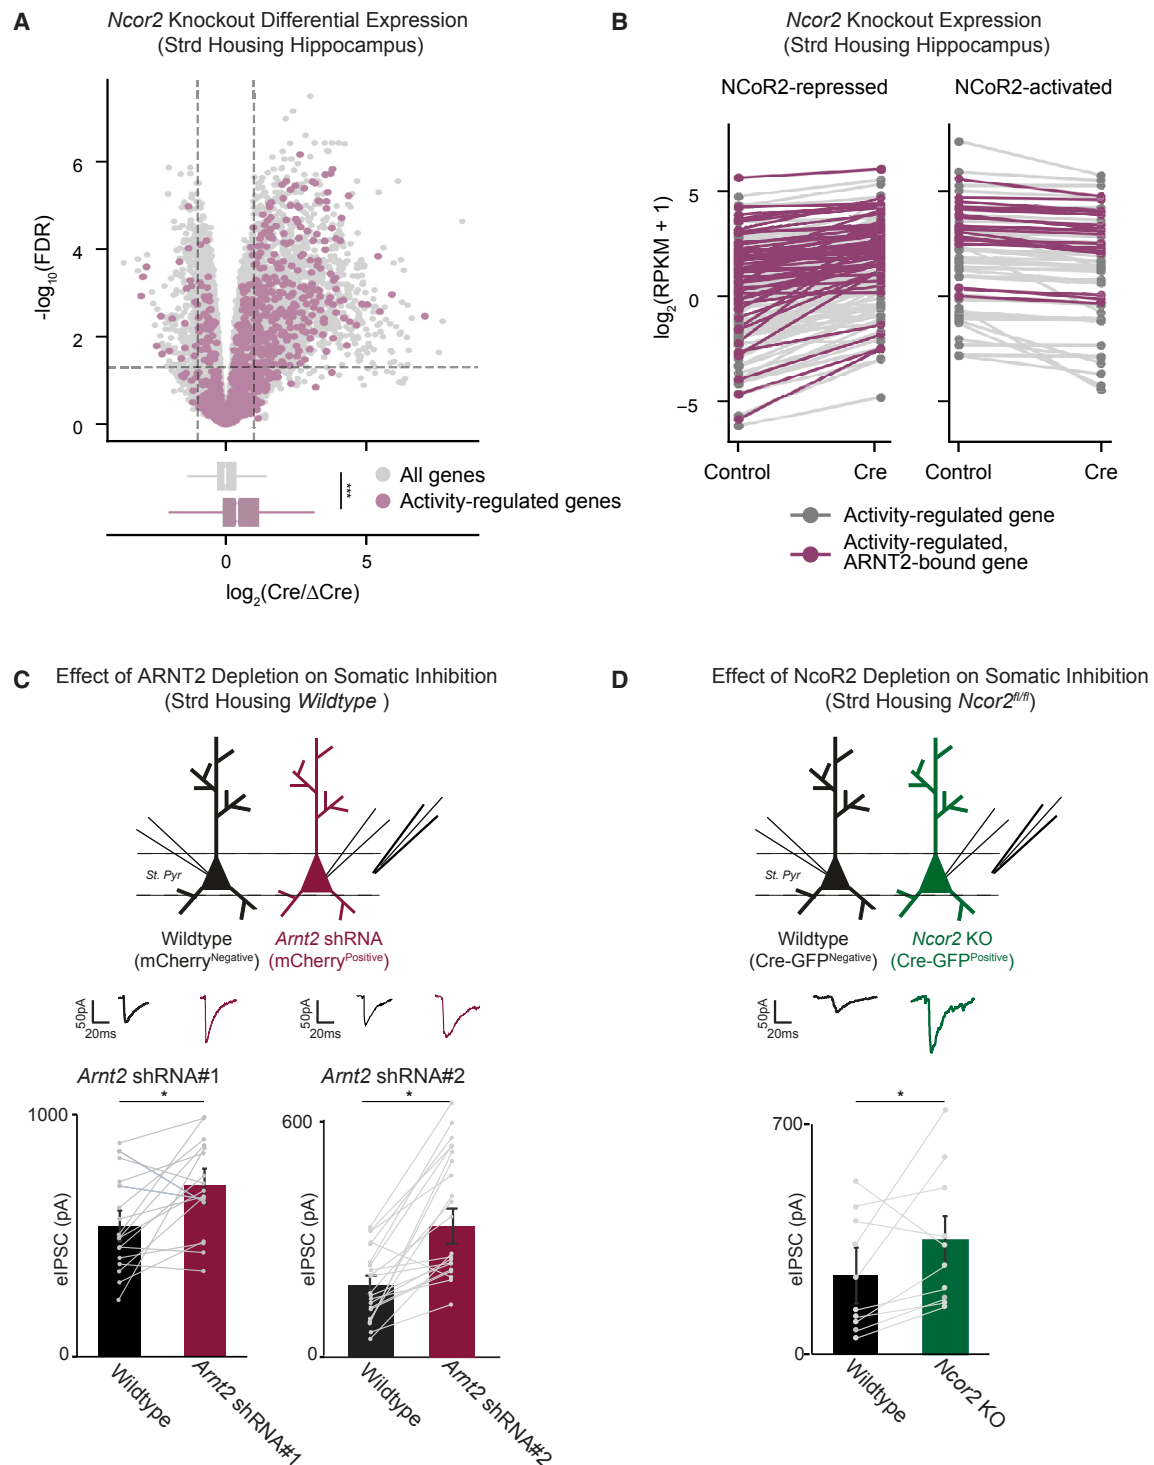 A
Ncor2 Knockout Differential Expression
(Strd Housing Hippocampus)
-log10(FDR)
6
4
2
0
All genes
Activity-regulated genes
***
0
5
log2(Cre/ΔCre)
B
Ncor2 Knockout Expression
(Strd Housing Hippocampus)
NCoR2-repressed
NCoR2-activated
log2(RPKM + 1)
5
0
−5
Control
Cre
Control
Cre
Activity-regulated gene
Activity-regulated,
ARNT2-bound gene
C
Effect of ARNT2 Depletion on Somatic Inhibition
(Strd Housing Wildtype )
St. Pyr
Wildtype
(mCherryNegative)
Arnt2 shRNA
(mCherryPositive)
50pA
20ms
50pA
20ms
Arnt2 shRNA#1
*
1000
eIPSC (pA)
0
Wildtype
Arnt2 shRNA#1
Arnt2 shRNA#2
*
600
eIPSC (pA)
0
Wildtype
Arnt2 shRNA#2
D
Effect of NcoR2 Depletion on Somatic Inhibition
(Strd Housing Ncor2fl/fl)
St. Pyr
Wildtype
(Cre-GFPNegative)
Ncor2 KO
(Cre-GFPPositive)
50pA
20ms
*
700
eIPSC (pA)
0
Wildtype
Ncor2 KO